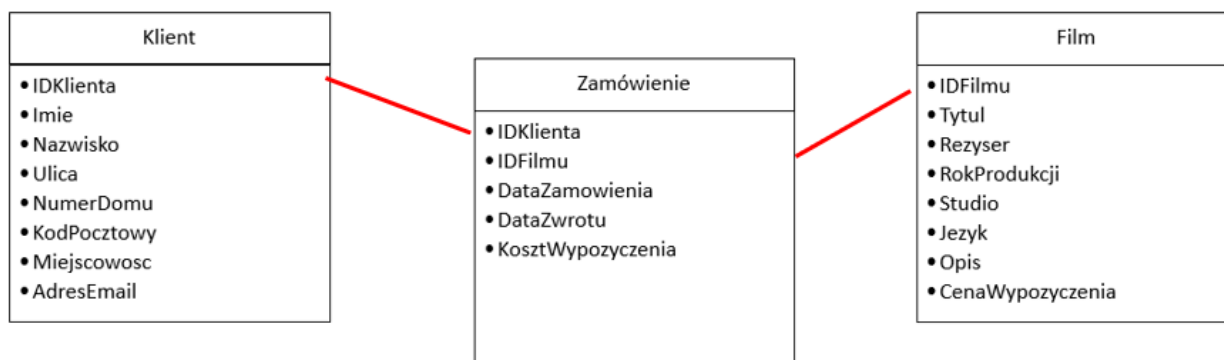 Klient
• IDKlienta
• Imie
• Nazwisko
• Ulica
• NumerDomu
• KodPocztowy
• Miejscowosc
• AdresEmail
Zamówienie
• IDKlienta
• IDFilmu
• DataZamowienia
• DataZwrotu
• KosztWypozyczenia
Film
• IDFilmu
• Tytul
• Rezyser
• RokProdukcji
• Studio
• Jezyk
• Opis
• CenaWypozyczenia